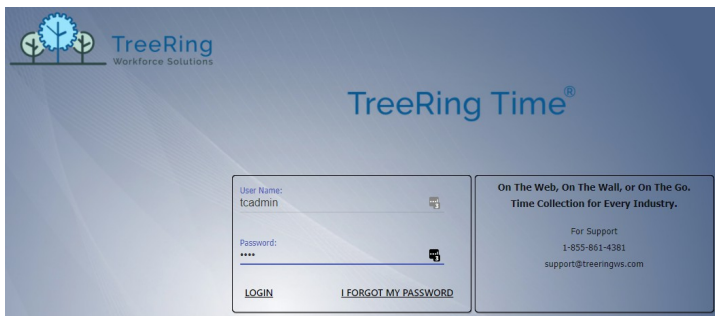 TreeRing
Workforce Solutions
TreeRing Time®
User Name:
tcadmin
Password:
••••
LOGIN
I FORGOT MY PASSWORD
On The Web, On The Wall, or On The Go.
Time Collection for Every Industry.
For Support
1-855-861-4381
support@treeringws.com